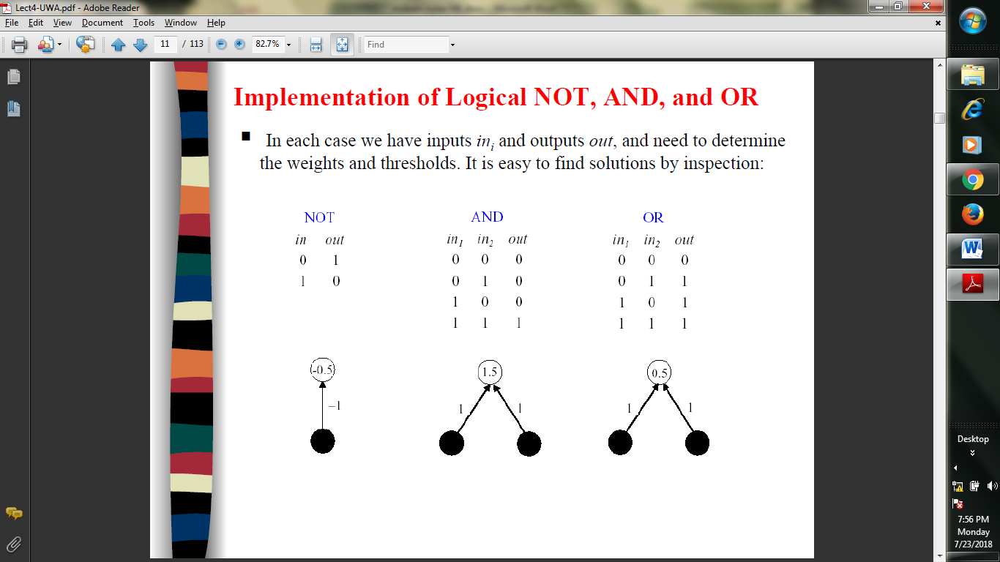 Lect4-UWA.pdf - Adobe Reader
File Edit View Document Tools Window Help
11 / 113 82.7% Find
Implementation of Logical NOT, AND, and OR
■ In each case we have inputs in_i and outputs out, and need to determine
the weights and thresholds. It is easy to find solutions by inspection:
NOT AND OR
in out in_1 in_2 out in_1 in_2 out
0 1 0 0 0 0 0 0
1 0 0 1 0 0 1 1
1 0 0 1 0 1
1 1 1 1 1 1
-0.5 1.5 0.5
–1 1 1 1 1
Desktop
7:56 PM
Monday
7/23/2018